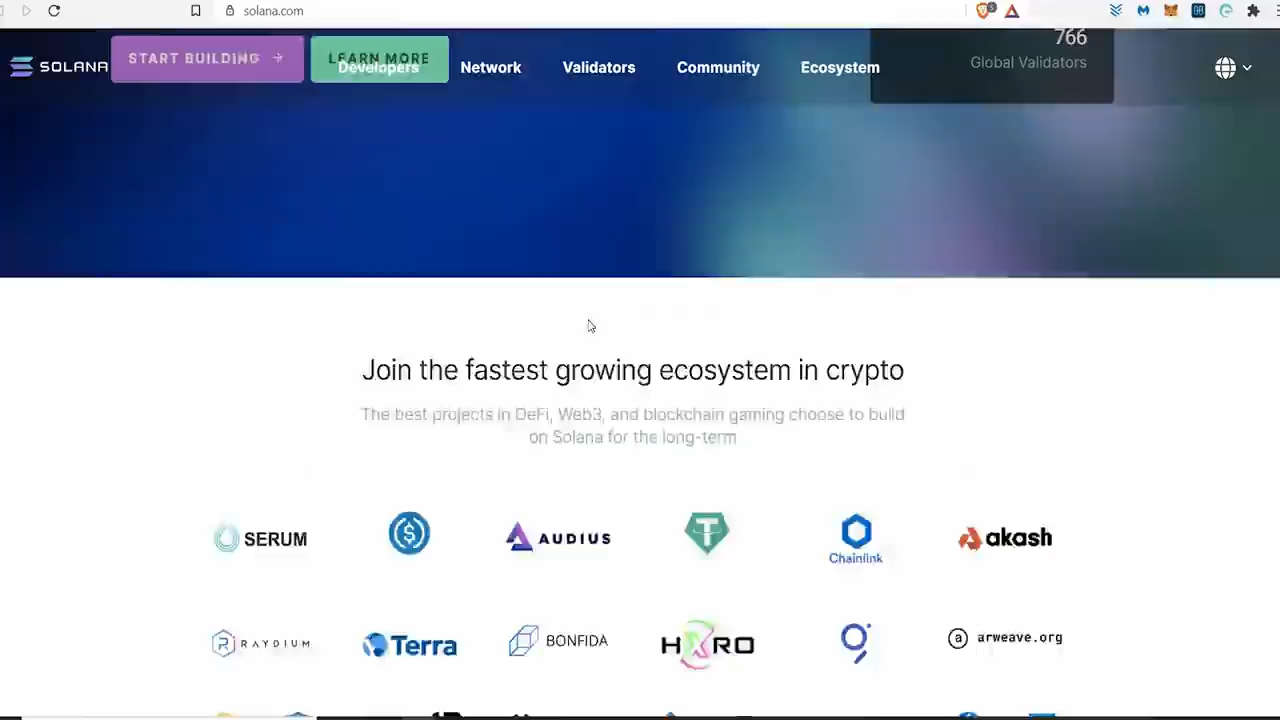 solana.com
SOLANA
START BUILDING →
LEARN MORE
Developers
Network
Validators
Community
Ecosystem
766
Global Validators
Join the fastest growing ecosystem in crypto
The best projects in DeFi, Web3, and blockchain gaming choose to build
on Solana for the long-term
SERUM
AUDIUS
Chainlink
akash
RAYDIUM
Terra
BONFIDA
HXRO
arweave.org